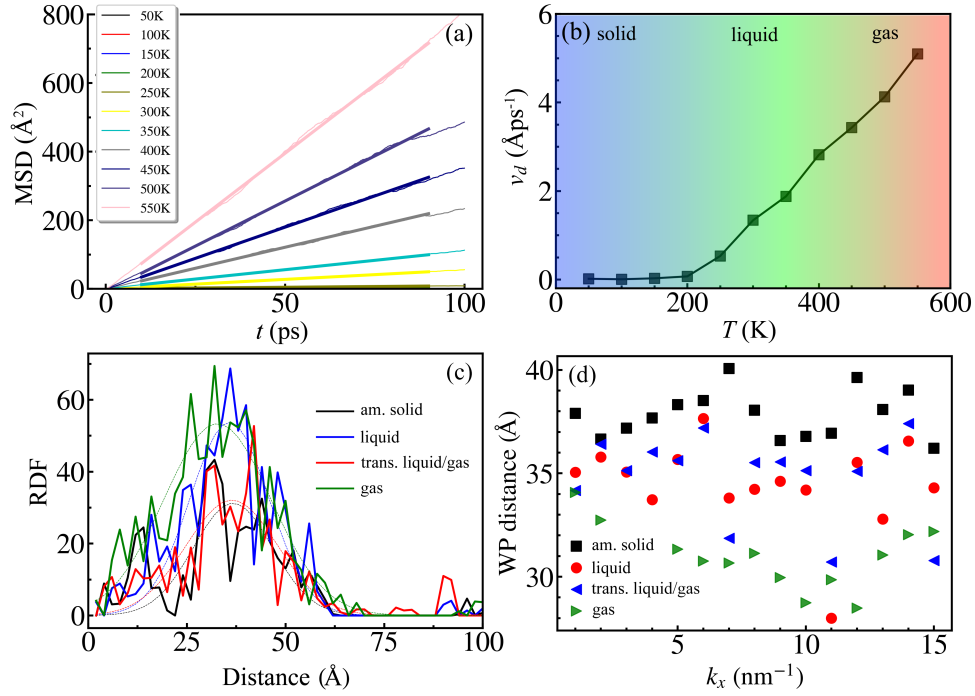 (a)
MSD (Å²)
800
600
400
200
0
50K
100K
150K
200K
250K
300K
350K
400K
450K
500K
550K
0
50
100
t (ps)
(b)
solid
liquid
gas
v_d (Åps⁻¹)
6
4
2
0
0
200
400
600
T (K)
(c)
RDF
60
40
20
0
am. solid
liquid
trans. liquid/gas
gas
0
25
50
75
100
Distance (Å)
(d)
WP distance (Å)
40
35
30
am. solid
liquid
trans. liquid/gas
gas
5
10
15
kₓ (nm⁻¹)